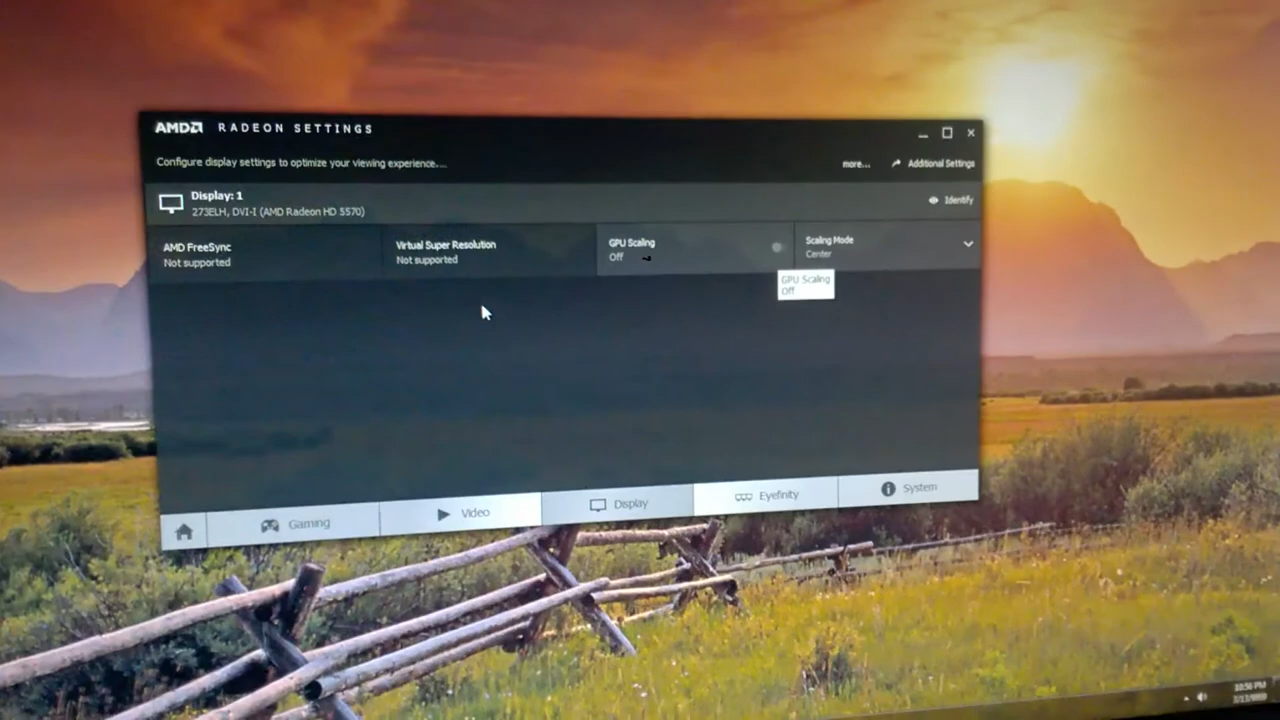 AMD RADEON SETTINGS
Configure display settings to optimize your viewing experience...
more... Additional Settings
Display: 1
273ELH, DVI-I (AMD Radeon HD 5570)
Identify
AMD FreeSync
Not supported
Virtual Super Resolution
Not supported
GPU Scaling
Off
Scaling Mode
Center
GPU Scaling
Off
Gaming
Video
Display
Eyefinity
System
10:50 PM